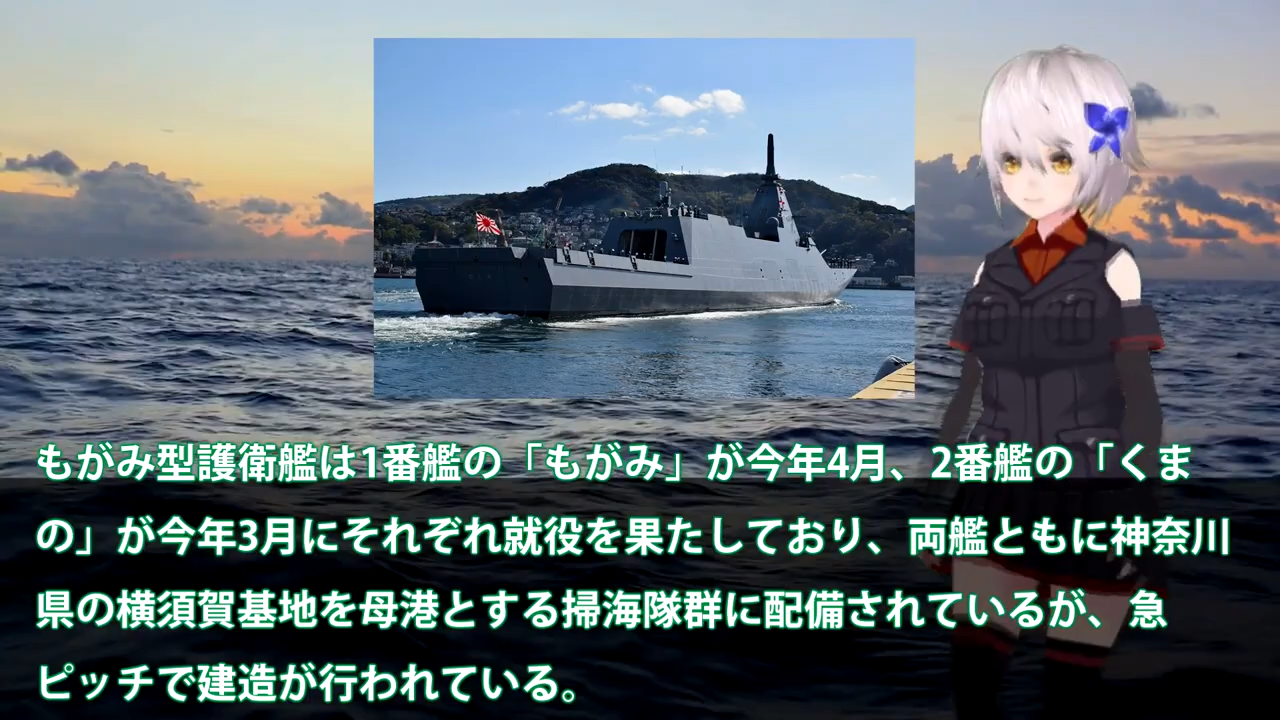 もがみ型護衛艦は1番艦の「もがみ」が今年4月、2番艦の「くま
の」が今年3月にそれぞれ就役を果たしており、両艦ともに神奈川
県の横須賀基地を母港とする掃海隊群に配備されているが、急
ピッチで建造が行われている。